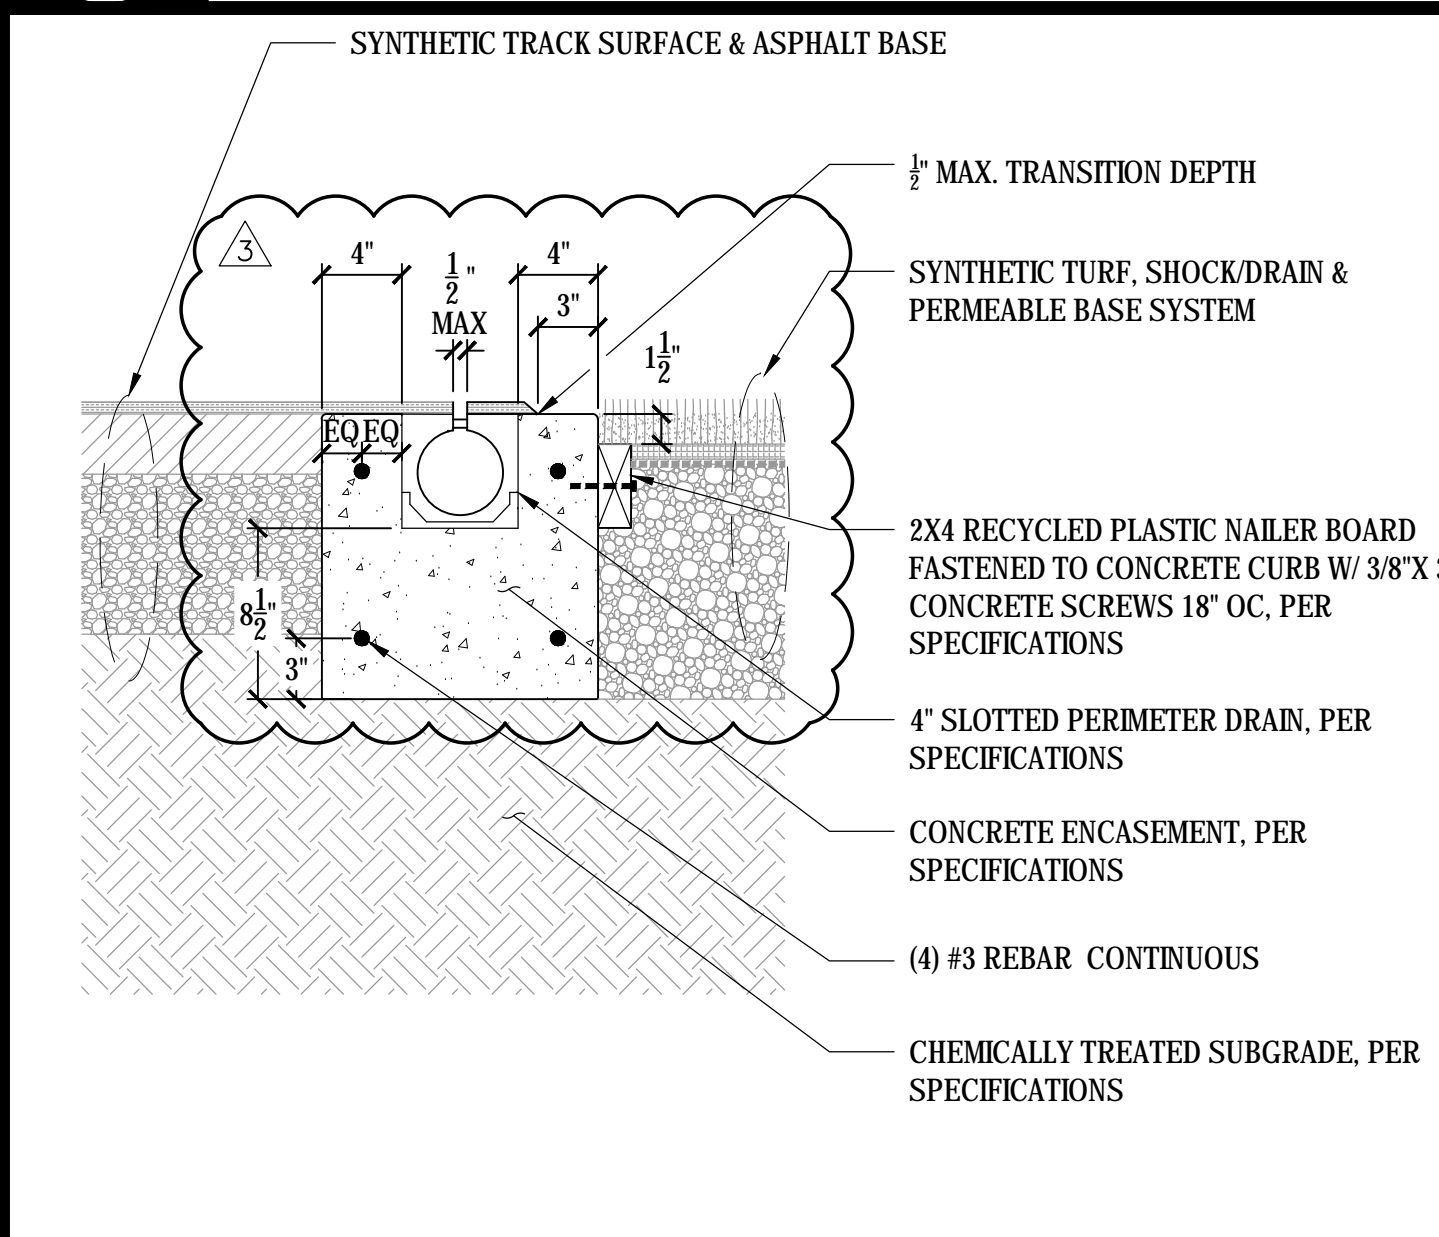 SYNTHETIC TRACK SURFACE & ASPHALT BASE
1/2" MAX. TRANSITION DEPTH
3
4"
1/2"
MAX
4"
3"
1 1/2"
SYNTHETIC TURF, SHOCK/DRAIN &
PERMEABLE BASE SYSTEM
EQ EQ
2X4 RECYCLED PLASTIC NAILER BOARD
FASTENED TO CONCRETE CURB W/ 3/8"X
CONCRETE SCREWS 18" OC, PER
SPECIFICATIONS
8 1/2"
3"
4" SLOTTED PERIMETER DRAIN, PER
SPECIFICATIONS
CONCRETE ENCASEMENT, PER
SPECIFICATIONS
(4) #3 REBAR CONTINUOUS
CHEMICALLY TREATED SUBGRADE, PER
SPECIFICATIONS